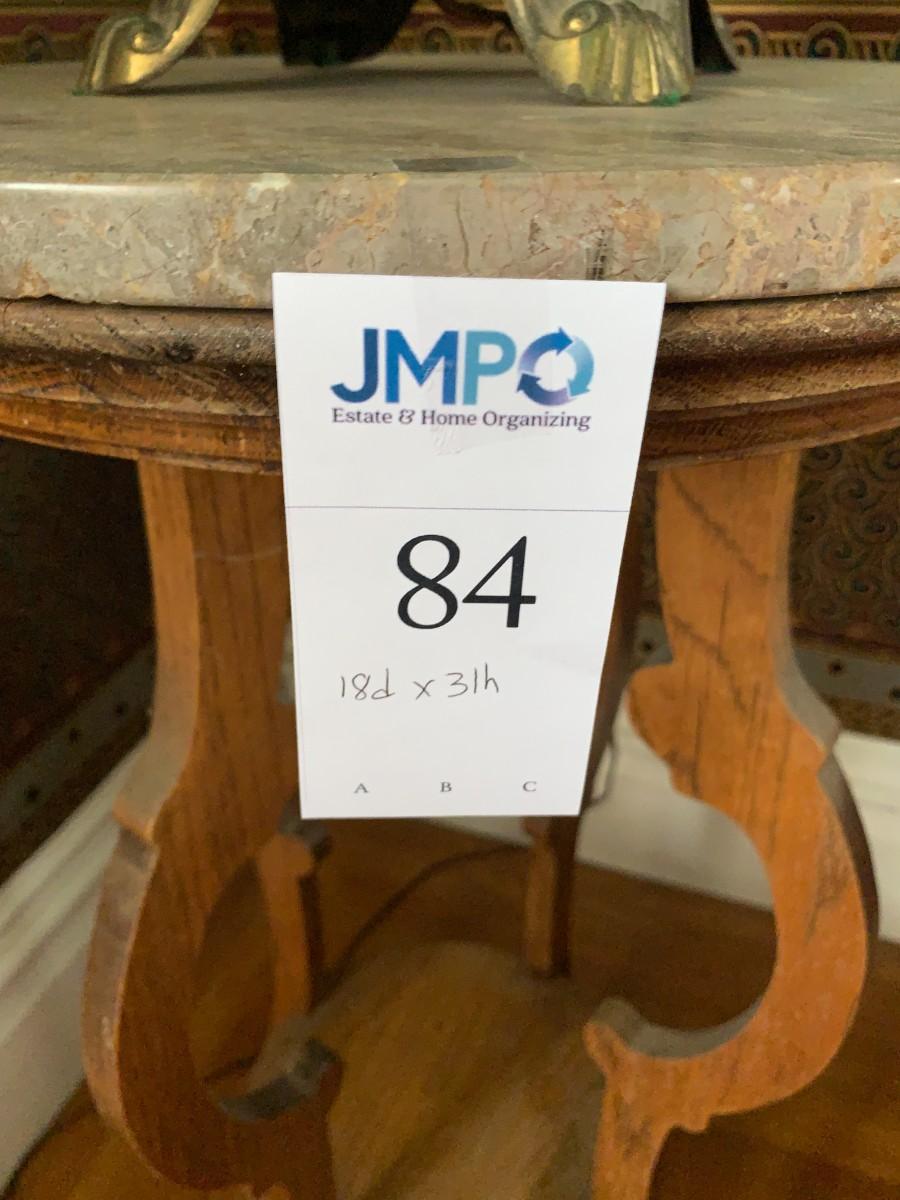 JMPO
Estate & Home Organizing
84
18d x 31h
A B C